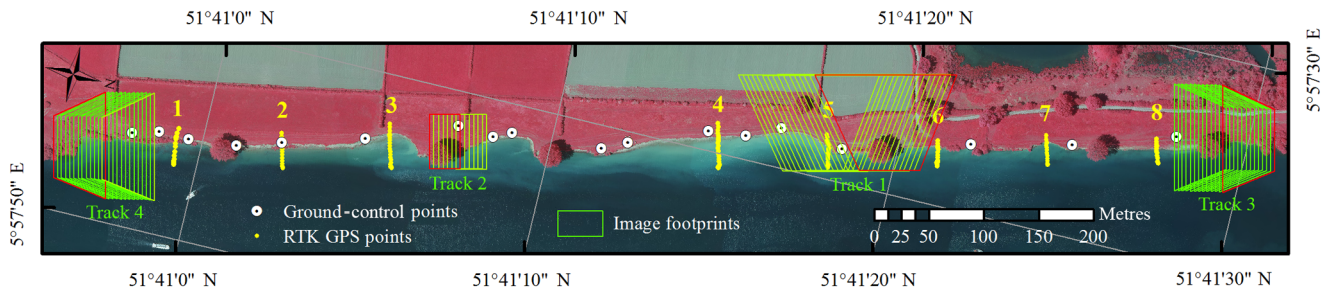 51°41'0" N 51°41'10" N 51°41'20" N
5°57'30" E
N
1 2 3 4 5 6 7 8
Track 4 Track 2 Track 1 Track 3
Ground-control points
RTK GPS points
Image footprints
Metres
0 25 50 100 150 200
5°57'50" E
51°41'0" N 51°41'10" N 51°41'20" N 51°41'30" N